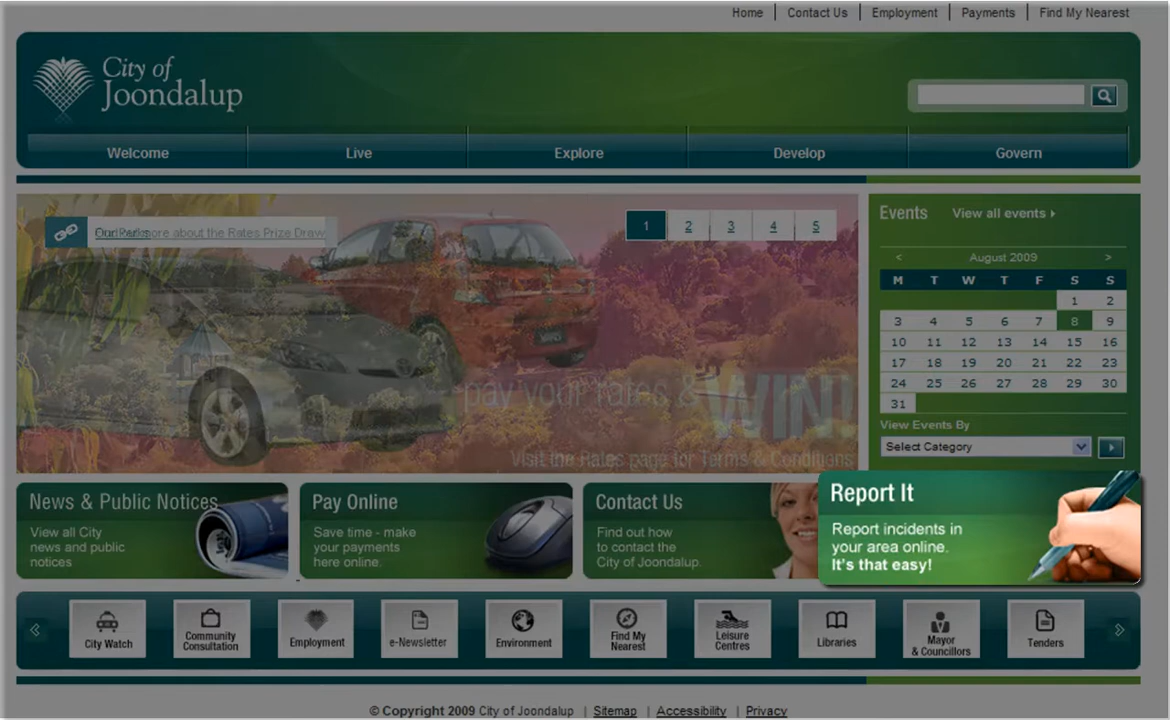 Home | Contact Us | Employment | Payments | Find My Nearest
City of
Joondalup
Welcome
Live
Explore
Develop
Govern
more about the Rates Prize Draw
1 2 3 4 5
pay your rates & WIN!
Visit the Rates page for Terms & Conditions
Events
View all events
< August 2009 >
M T W T F S S
1 2
3 4 5 6 7 8 9
10 11 12 13 14 15 16
17 18 19 20 21 22 23
24 25 26 27 28 29 30
31
View Events By
Select Category
News & Public Notices
View all City
news and public
notices
Pay Online
Save time - make
your payments
here online.
Contact Us
Find out how
to contact the
City of Joondalup.
Report It
Report incidents in
your area online.
It's that easy!
City Watch
Community
Consultation
Employment
e-Newsletter
Environment
Find My
Nearest
Leisure
Centres
Libraries
Mayor
& Councillors
Tenders
© Copyright 2009 City of Joondalup | Sitemap | Accessibility | Privacy